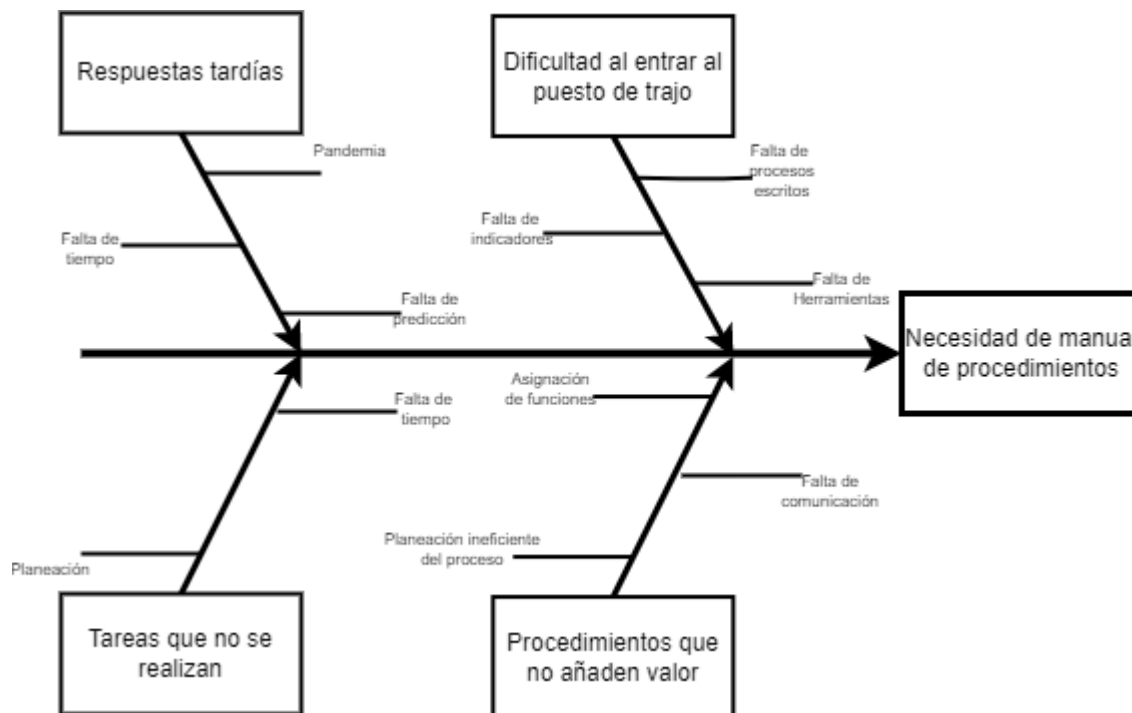 Respuestas tardías
Dificultad al entrar al
puesto de trajo
Pandemia
Falta de
procesos
escritos
Falta de
tiempo
Falta de
indicadores
Falta de
predicción
Falta de
Herramientas
Necesidad de manua
de procedimientos
Asignación
de funciones
Falta de
tiempo
Falta de
comunicación
Planeación ineficiente
del proceso
Planeación
Tareas que no se
realizan
Procedimientos que
no añaden valor